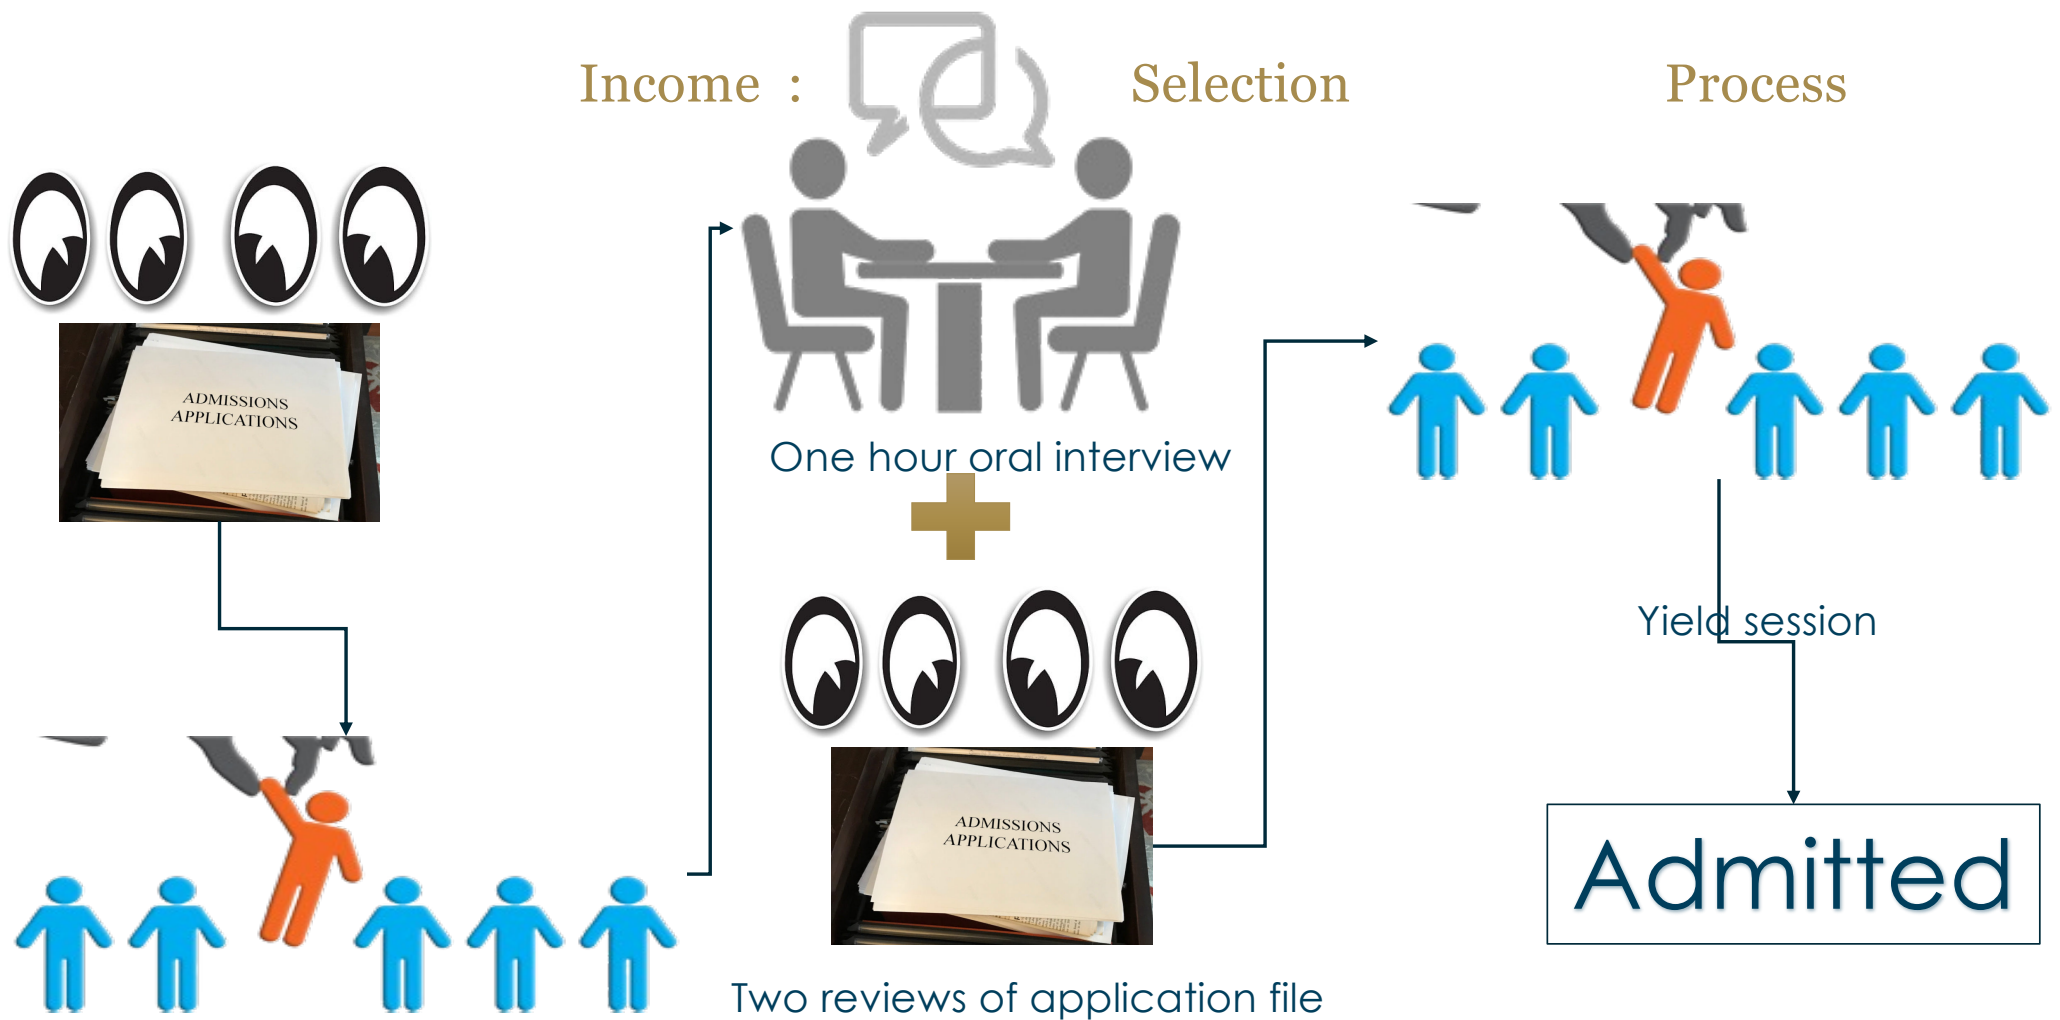 Income : Selection Process
ADMISSIONS
APPLICATIONS
One hour oral interview
Yield session
ADMISSIONS
APPLICATIONS
Admitted
Two reviews of application file